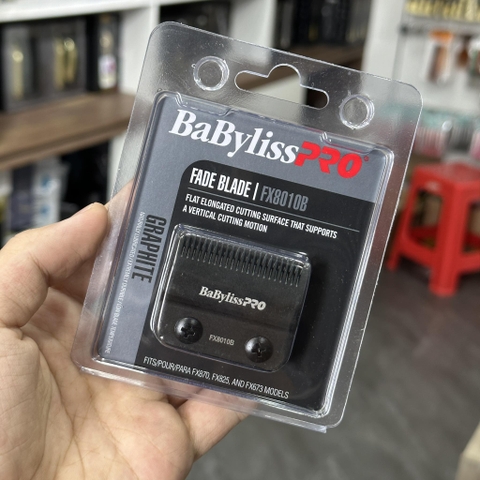 BaBylissPRO®
FADE BLADE | FX8010B
FLAT ELONGATED CUTTING SURFACE THAT SUPPORTS
A VERTICAL CUTTING MOTION
GRAPHITE
BaBylissPRO
FX8010B
FITS/POUR/PARA FX870, FX825, AND FX673 MODELS